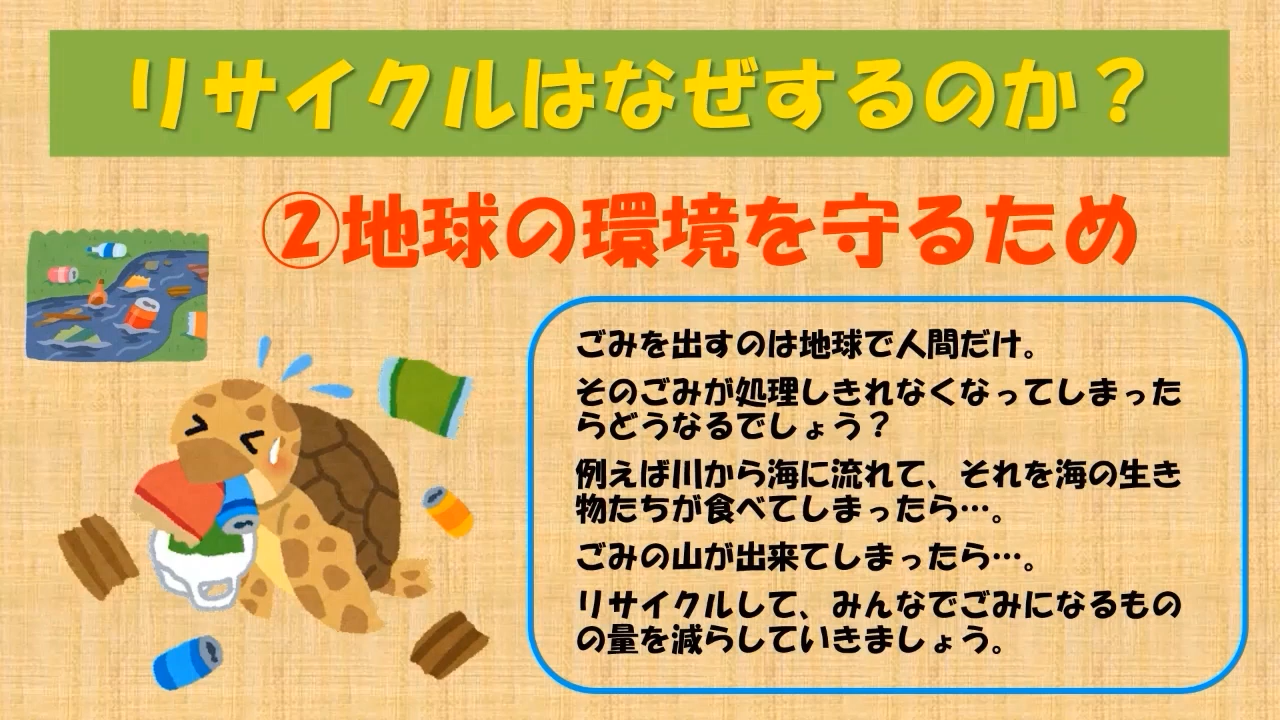 リサイクルはなぜするのか？
②地球の環境を守るため
ごみを出すのは地球で人間だけ。
そのごみが処理しきれなくなってしまった
らどうなるでしょう？
例えば川から海に流れて、それを海の生き
物たちが食べてしまったら…。
ごみの山が出来てしまったら…。
リサイクルして、みんなでごみになるもの
の量を減らしていきましょう。